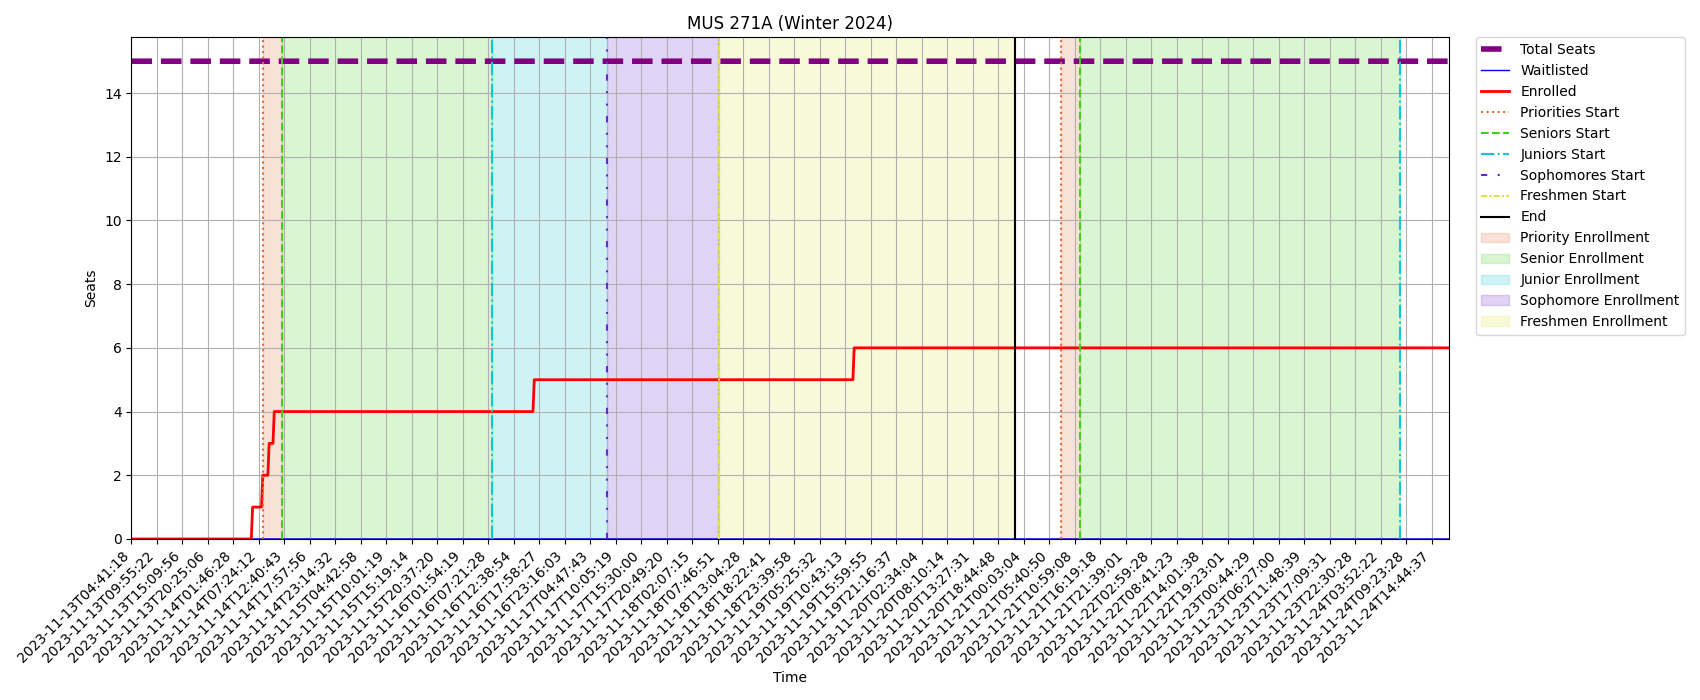 MUS 271A (Winter 2024)
Seats
14
12
10
8
6
4
2
0
2023-11-13T04:41:18
2023-11-13T09:55:22
2023-11-13T15:09:56
2023-11-13T20:25:06
2023-11-14T01:46:28
2023-11-14T07:24:12
2023-11-14T12:40:43
2023-11-14T17:57:56
2023-11-14T23:14:32
2023-11-15T04:42:58
2023-11-15T10:01:19
2023-11-15T15:19:14
2023-11-15T20:37:20
2023-11-16T01:54:19
2023-11-16T07:21:28
2023-11-16T12:38:54
2023-11-16T17:58:27
2023-11-16T23:16:03
2023-11-17T04:47:43
2023-11-17T10:05:19
2023-11-17T15:30:00
2023-11-17T20:49:20
2023-11-18T02:07:15
2023-11-18T07:46:51
2023-11-18T13:04:28
2023-11-18T18:22:41
2023-11-18T23:39:58
2023-11-19T05:25:32
2023-11-19T10:43:13
2023-11-19T15:59:55
2023-11-19T21:16:37
2023-11-20T02:34:04
2023-11-20T08:10:14
2023-11-20T13:27:31
2023-11-20T18:44:48
2023-11-21T00:03:04
2023-11-21T05:40:50
2023-11-21T10:59:08
2023-11-21T16:19:18
2023-11-21T21:39:01
2023-11-22T02:59:28
2023-11-22T08:41:23
2023-11-22T14:01:38
2023-11-22T19:23:01
2023-11-23T00:44:29
2023-11-23T06:27:00
2023-11-23T11:48:39
2023-11-23T17:09:31
2023-11-23T22:30:28
2023-11-24T03:52:22
2023-11-24T09:23:28
2023-11-24T14:44:37
Time
Total Seats
Waitlisted
Enrolled
Priorities Start
Seniors Start
Juniors Start
Sophomores Start
Freshmen Start
End
Priority Enrollment
Senior Enrollment
Junior Enrollment
Sophomore Enrollment
Freshmen Enrollment